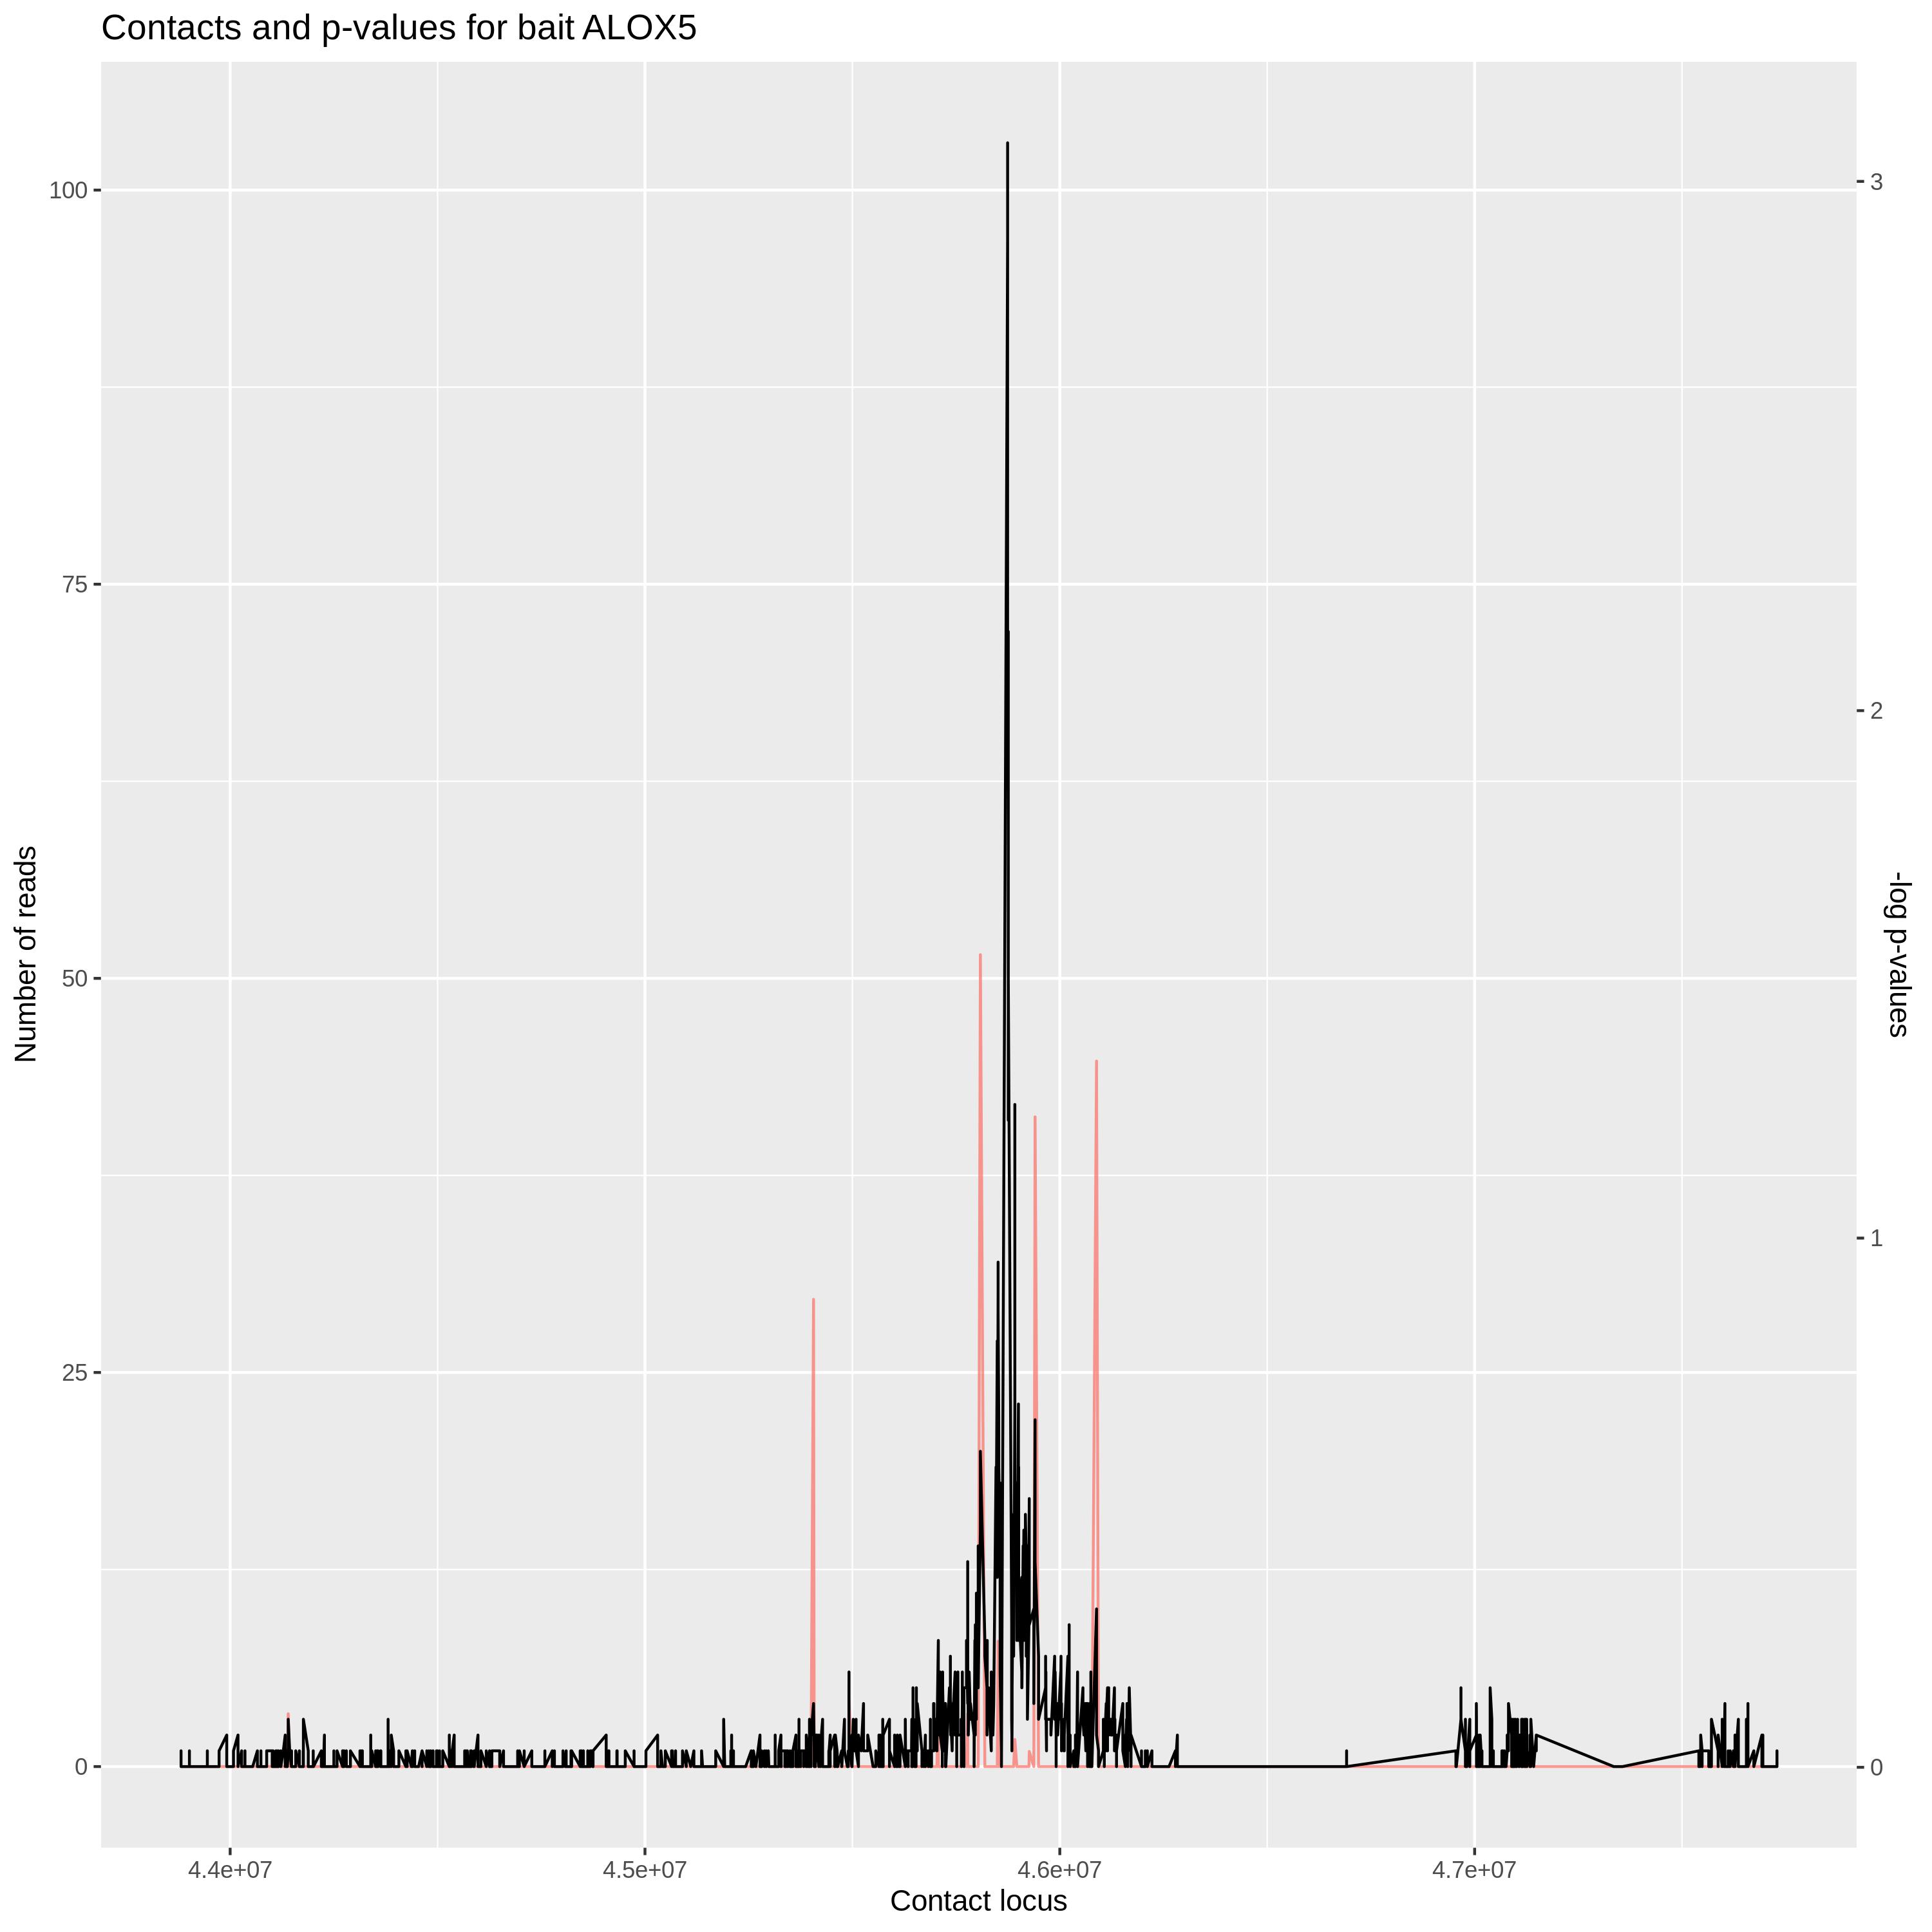 Contacts and p-values for bait ALOX5
Number of reads
100
75
50
25
0
3
2
1
0
-log p-values
4.4e+07
4.5e+07
4.6e+07
4.7e+07
Contact locus